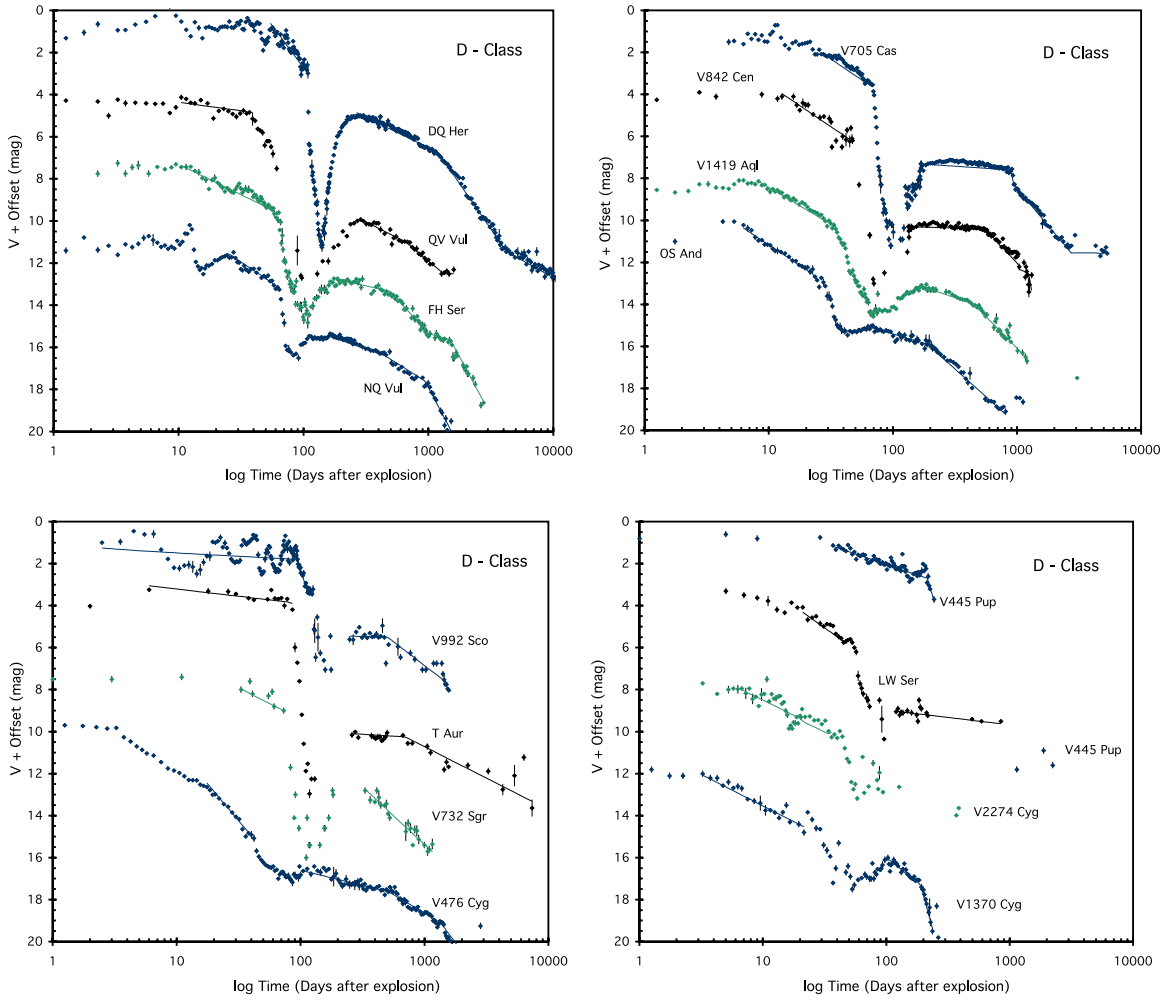 D - Class
0
2
4
6
8
10
12
14
16
18
20
V + Offset (mag)
DQ Her
QV Vul
FH Ser
NQ Vul
1 10 100 1000 10000
log Time (Days after explosion)
D - Class
0
2
4
6
8
10
12
14
16
18
20
V + Offset (mag)
V705 Cas
V842 Cen
V1419 Aql
OS And
1 10 100 1000 10000
log Time (Days after explosion)
D - Class
0
2
4
6
8
10
12
14
16
18
20
V + Offset (mag)
V992 Sco
T Aur
V732 Sgr
V476 Cyg
1 10 100 1000 10000
log Time (Days after explosion)
D - Class
0
2
4
6
8
10
12
14
16
18
20
V + Offset (mag)
V445 Pup
LW Ser
V445 Pup
V2274 Cyg
V1370 Cyg
1 10 100 1000 10000
log Time (Days after explosion)